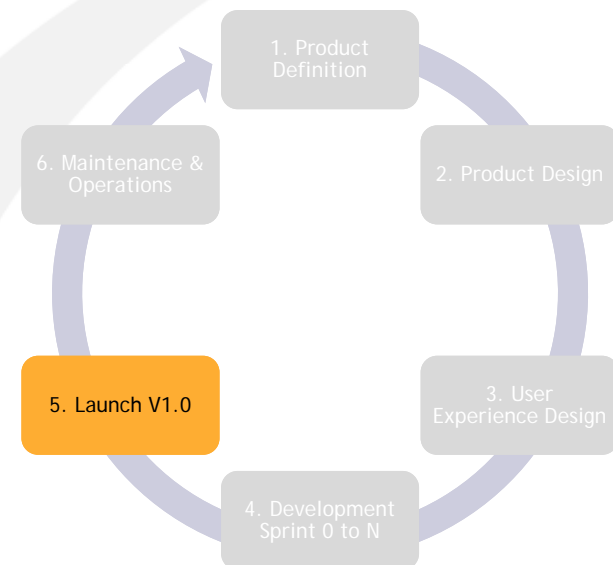 1. Product
Definition
2. Product Design
3. User
Experience Design
4. Development
Sprint 0 to N
5. Launch V1.0
6. Maintenance &
Operations